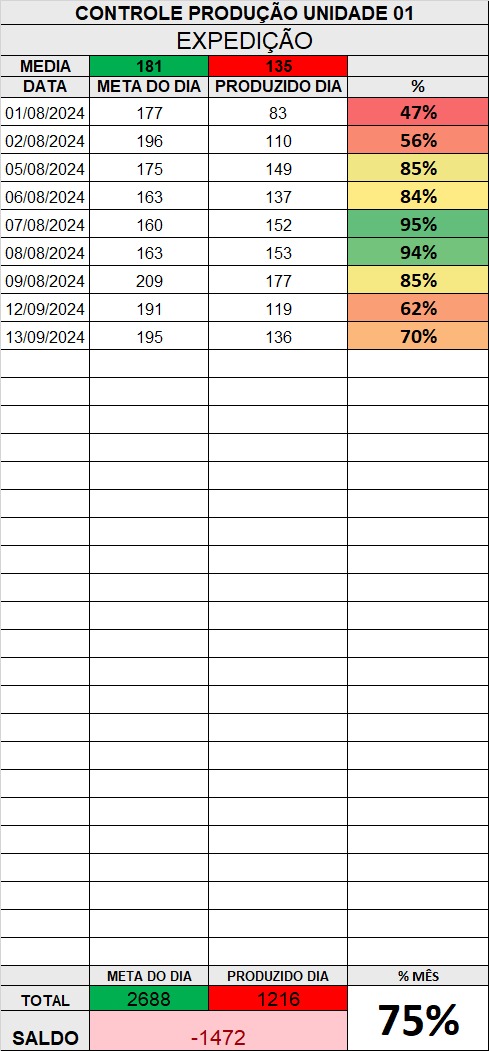 CONTROLE PRODUÇÃO UNIDADE 01
EXPEDIÇÃO
MEDIA 181 135
DATA META DO DIA PRODUZIDO DIA %
01/08/2024 177 83 47%
02/08/2024 196 110 56%
05/08/2024 175 149 85%
06/08/2024 163 137 84%
07/08/2024 160 152 95%
08/08/2024 163 153 94%
09/08/2024 209 177 85%
12/09/2024 191 119 62%
13/09/2024 195 136 70%
META DO DIA PRODUZIDO DIA % MÊS
TOTAL 2688 1216 75%
SALDO -1472